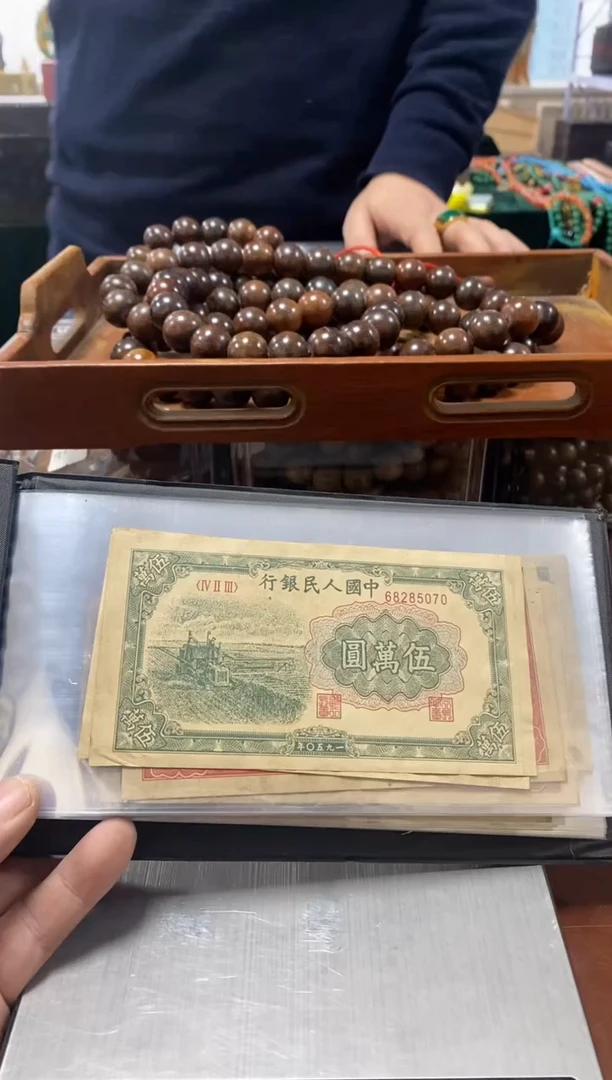 行銀民人國中
〈IV II III〉
68285070
圓萬伍
萬伍
萬伍
萬伍
萬伍
年〇五九一